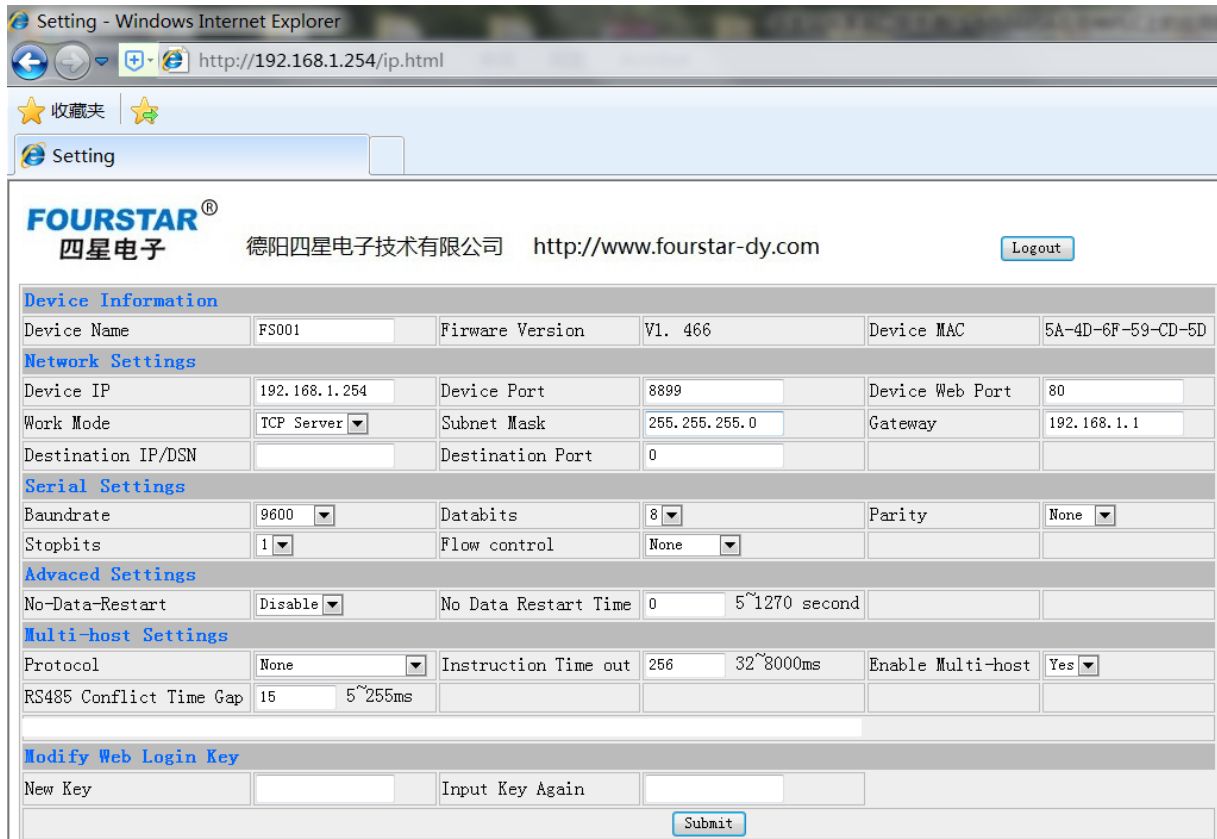 Setting - Windows Internet Explorer
http://192.168.1.254/ip.html
收藏夹
Setting
FOURSTAR®
四星电子 德阳四星电子技术有限公司 http://www.fourstar-dy.com Logout
Device Information
Device Name FS001 Firware Version V1. 466 Device MAC 5A-4D-6F-59-CD-5D
Network Settings
Device IP 192.168.1.254 Device Port 8899 Device Web Port 80
Work Mode TCP Server Subnet Mask 255.255.255.0 Gateway 192.168.1.1
Destination IP/DSN Destination Port 0
Serial Settings
Baundrate 9600 Databits 8 Parity None
Stopbits 1 Flow control None
Advaced Settings
No-Data-Restart Disable No Data Restart Time 0 5~1270 second
Multi-host Settings
Protocol None Instruction Time out 256 32~8000ms Enable Multi-host Yes
RS485 Conflict Time Gap 15 5~255ms
Modify Web Login Key
New Key Input Key Again
Submit